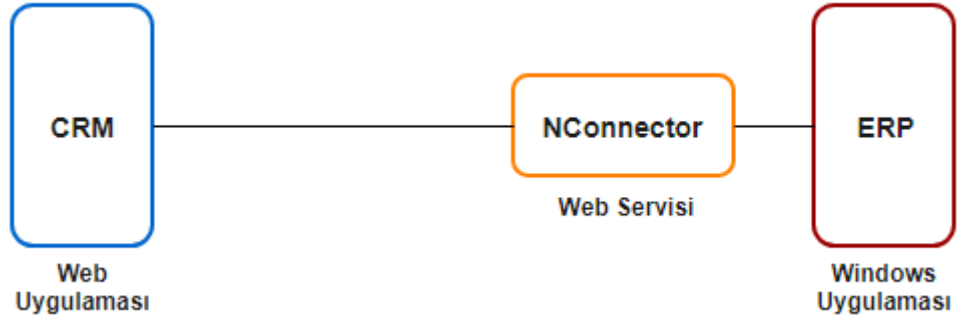 CRM
Web
Uygulaması
NConnector
Web Servisi
ERP
Windows
Uygulaması